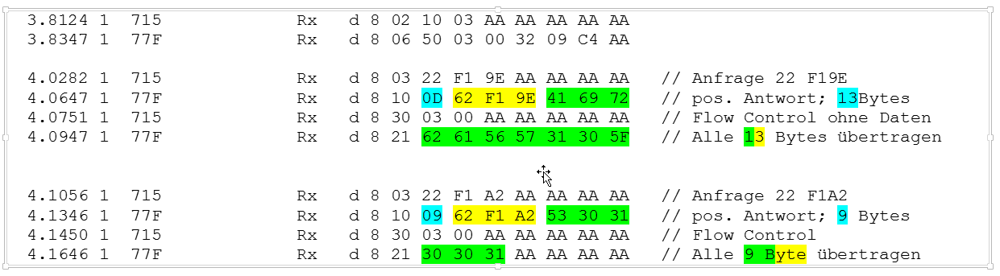 3.8124 1 715 Rx d 8 02 10 03 AA AA AA AA AA
3.8347 1 77F Rx d 8 06 50 03 00 32 09 C4 AA
4.0282 1 715 Rx d 8 03 22 F1 9E AA AA AA AA // Anfrage 22 F19E
4.0647 1 77F Rx d 8 10 0D 62 F1 9E 41 69 72 // pos. Antwort; 13Bytes
4.0751 1 715 Rx d 8 30 03 00 AA AA AA AA AA // Flow Control ohne Daten
4.0947 1 77F Rx d 8 21 62 61 56 57 31 30 5F // Alle 13 Bytes übertragen
4.1056 1 715 Rx d 8 03 22 F1 A2 AA AA AA AA // Anfrage 22 F1A2
4.1346 1 77F Rx d 8 10 09 62 F1 A2 53 30 31 // pos. Antwort; 9 Bytes
4.1450 1 715 Rx d 8 30 03 00 AA AA AA AA AA // Flow Control
4.1646 1 77F Rx d 8 21 30 30 31 AA AA AA AA // Alle 9 Byte übertragen